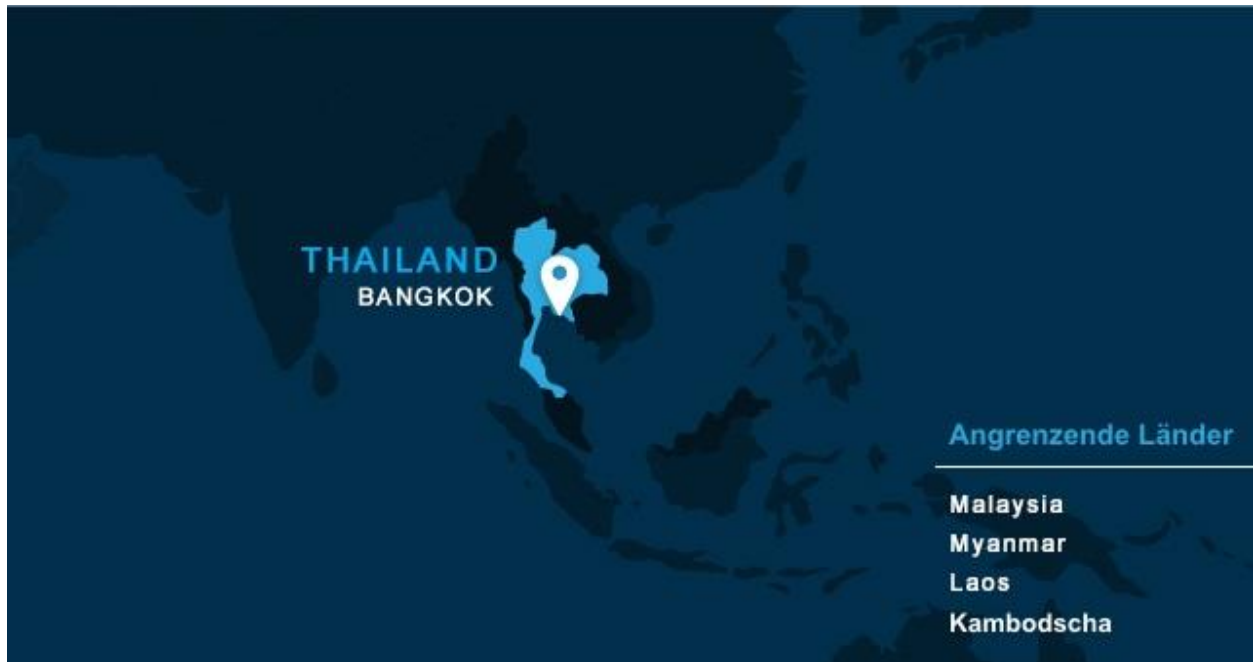 THAILAND
BANGKOK
Angrenzende Länder
Malaysia
Myanmar
Laos
Kambodscha